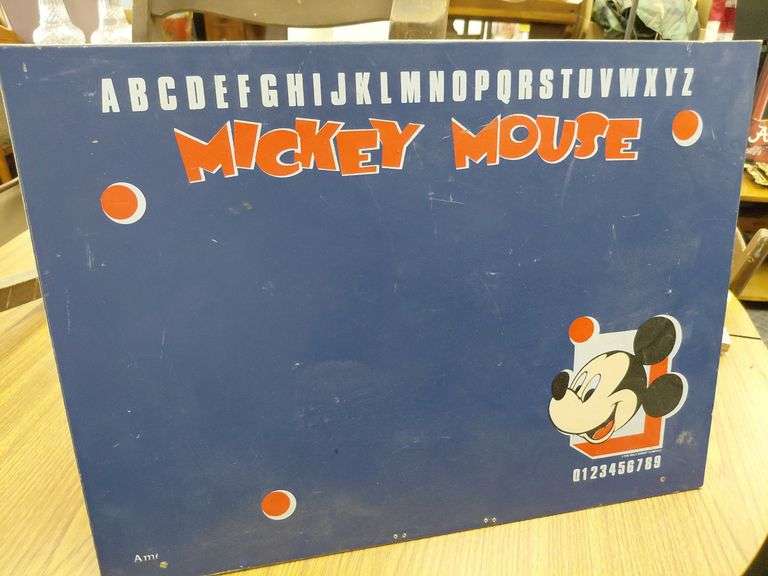 ABCDEFGHIJKLMNOPQRSTUVWXYZ
MICKEY MOUSE
0123456789